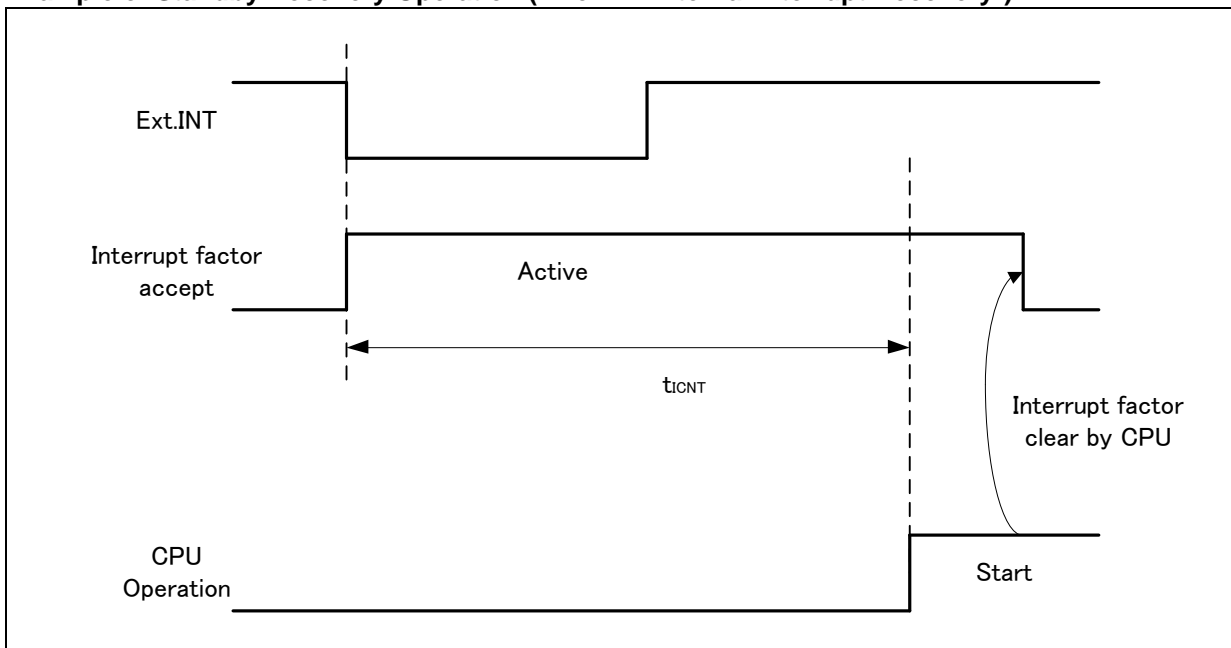 Ext.INT
Interrupt factor
accept
Active
tICNT
Interrupt factor
clear by CPU
CPU
Operation
Start